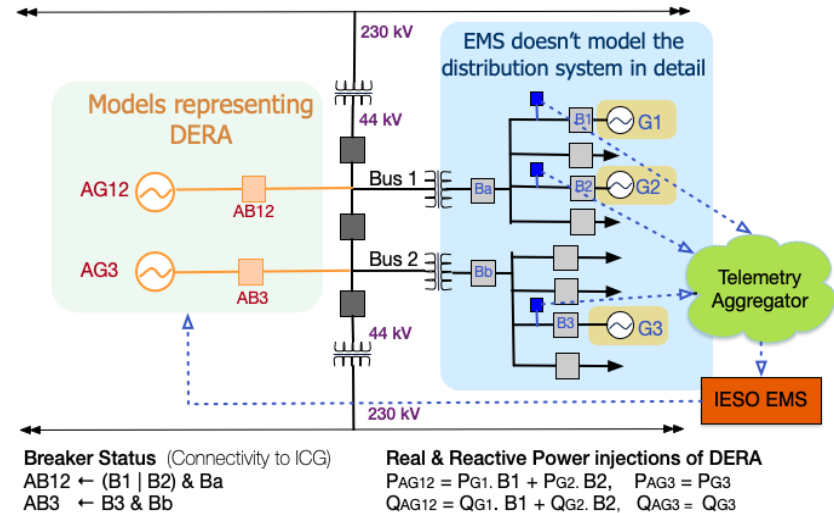 230 kV
EMS doesn't model the
distribution system in detail
Models representing
DERA
44 kV
B1
G1
Bus 1
AG12
Ba
B2
G2
AB12
Bus 2
AG3
Bb
Telemetry
Aggregator
AB3
B3
G3
44 kV
IESO EMS
230 kV
Breaker Status (Connectivity to ICG)
AB12 ← (B1 | B2) & Ba
AB3 ← B3 & Bb
Real & Reactive Power injections of DERA
PAG12 = PG1. B1 + PG2. B2, PAG3 = PG3
QAG12 = QG1. B1 + QG2. B2, QAG3 = QG3